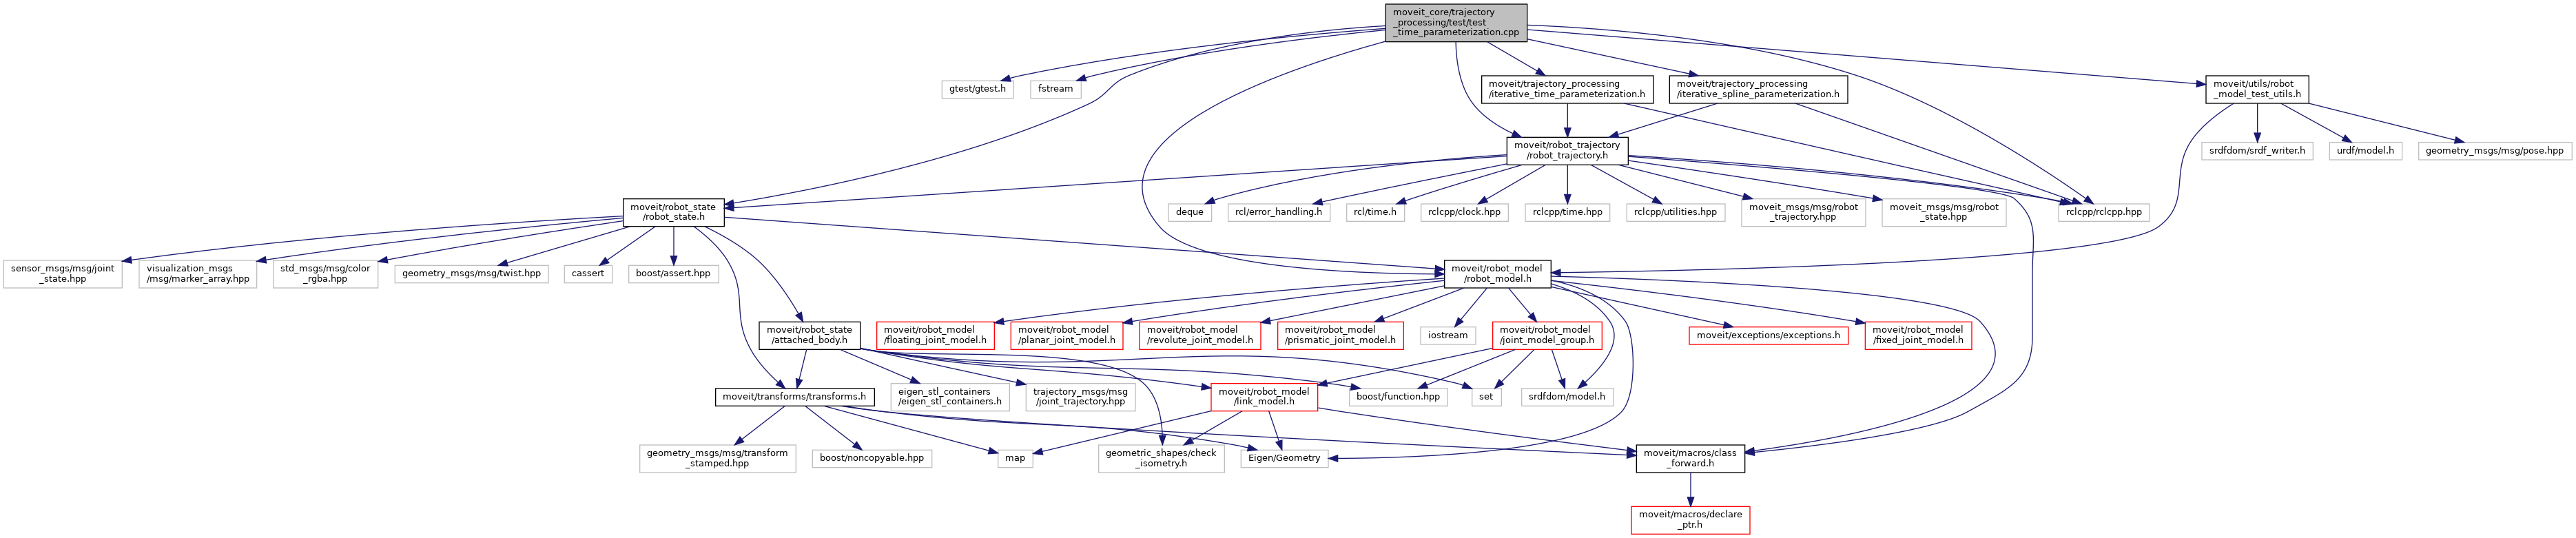 moveit_core/trajectory
_processing/test/test
_time_parameterization.cpp
gtest/gtest.h
fstream
moveit/trajectory_processing
/iterative_time_parameterization.h
moveit/trajectory_processing
/iterative_spline_parameterization.h
moveit/utils/robot
_model_test_utils.h
moveit/robot_trajectory
/robot_trajectory.h
srdfdom/srdf_writer.h
urdf/model.h
geometry_msgs/msg/pose.hpp
moveit/robot_state
/robot_state.h
deque
rcl/error_handling.h
rcl/time.h
rclcpp/clock.hpp
rclcpp/time.hpp
rclcpp/utilities.hpp
moveit_msgs/msg/robot
_trajectory.hpp
moveit_msgs/msg/robot
_state.hpp
rclcpp/rclcpp.hpp
sensor_msgs/msg/joint
_state.hpp
visualization_msgs
/msg/marker_array.hpp
std_msgs/msg/color
_rgba.hpp
geometry_msgs/msg/twist.hpp
cassert
boost/assert.hpp
moveit/robot_model
/robot_model.h
moveit/robot_state
/attached_body.h
moveit/robot_model
/floating_joint_model.h
moveit/robot_model
/planar_joint_model.h
moveit/robot_model
/revolute_joint_model.h
moveit/robot_model
/prismatic_joint_model.h
iostream
moveit/robot_model
/joint_model_group.h
moveit/exceptions/exceptions.h
moveit/robot_model
/fixed_joint_model.h
moveit/transforms/transforms.h
eigen_stl_containers
/eigen_stl_containers.h
trajectory_msgs/msg
/joint_trajectory.hpp
moveit/robot_model
/link_model.h
boost/function.hpp
set
srdfdom/model.h
geometry_msgs/msg/transform
_stamped.hpp
boost/noncopyable.hpp
map
geometric_shapes/check
_isometry.h
Eigen/Geometry
moveit/macros/class
_forward.h
moveit/macros/declare
_ptr.h